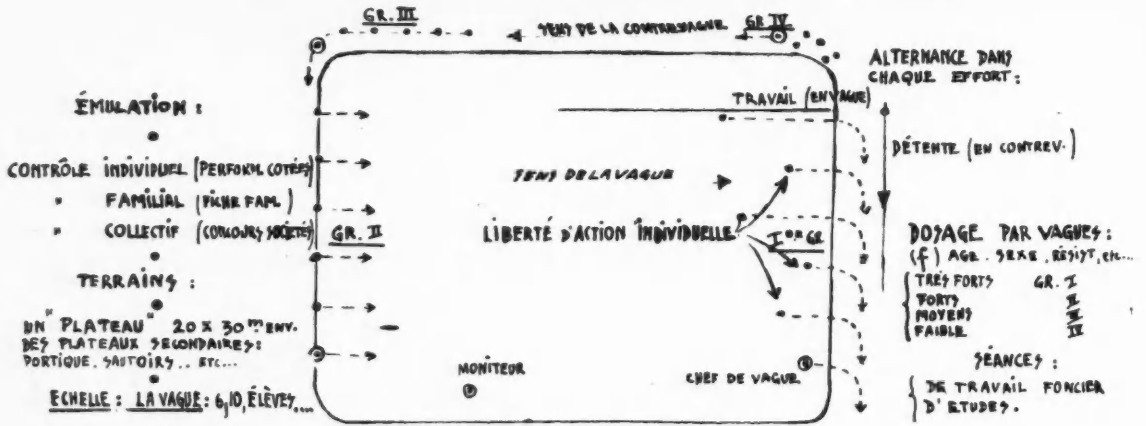 GR. III
SENS DE LA CONTREVAGUE
GR IV
ALTERNANCE DANS
CHAQUE EFFORT :
TRAVAIL (EN VAGUE)
DÉTENTE (EN CONTREV.)
ÉMULATION :
CONTRÔLE INDIVIDUEL (PERFORM. COTÉES)
" FAMILIAL (FICHE FAM.)
" COLLECTIF (CONCOURS SOCIÉTÉS)
GR. II
SENS DE LA VAGUE
LIBERTÉ D'ACTION INDIVIDUELLE
I ER GR
DOSAGE PAR VAGUES :
(f) AGE. SEXE, RÉSIST, etc...
TRÈS FORTS GR. I
FORTS II
MOYENS III
FAIBLE IV
TERRAINS :
UN "PLATEAU" 20 x 30 m ENV.
DES PLATEAUX SECONDAIRES :
PORTIQUE. SAUTOIRS .. ETC...
ECHELLE : LA VAGUE : 6,10, ÉLÈVES....
MONITEUR
CHEF DE VAGUE
SÉANCES :
DE TRAVAIL FONCIER
D'ETUDES.